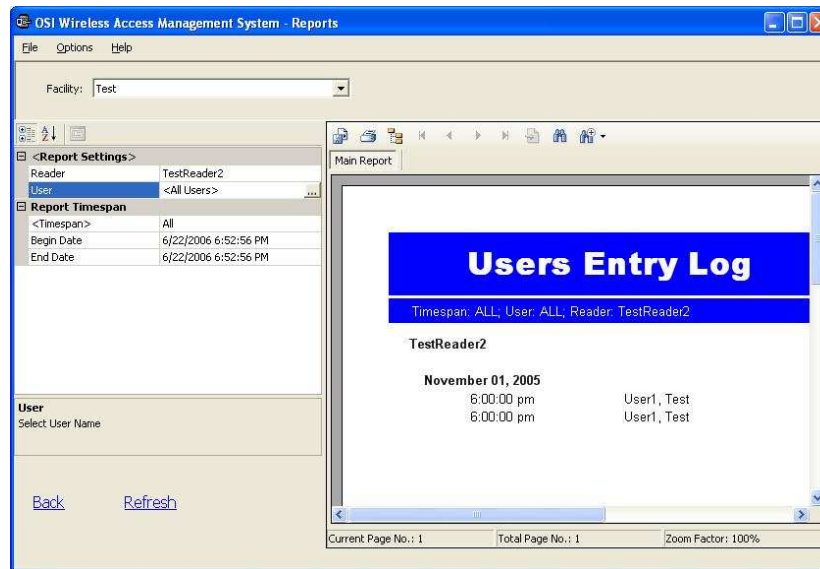 OSI Wireless Access Management System - Reports
File Options Help
Facility: Test
<Report Settings>
Reader TestReader2
User <All Users> ...
Report Timespan
<Timespan> All
Begin Date 6/22/2006 6:52:56 PM
End Date 6/22/2006 6:52:56 PM
User
Select User Name
Back Refresh
Main Report
Users Entry Log
Timespan: ALL; User: ALL; Reader: TestReader2
TestReader2
November 01, 2005
6:00:00 pm User1, Test
6:00:00 pm User1, Test
Current Page No.: 1 Total Page No.: 1 Zoom Factor: 100%